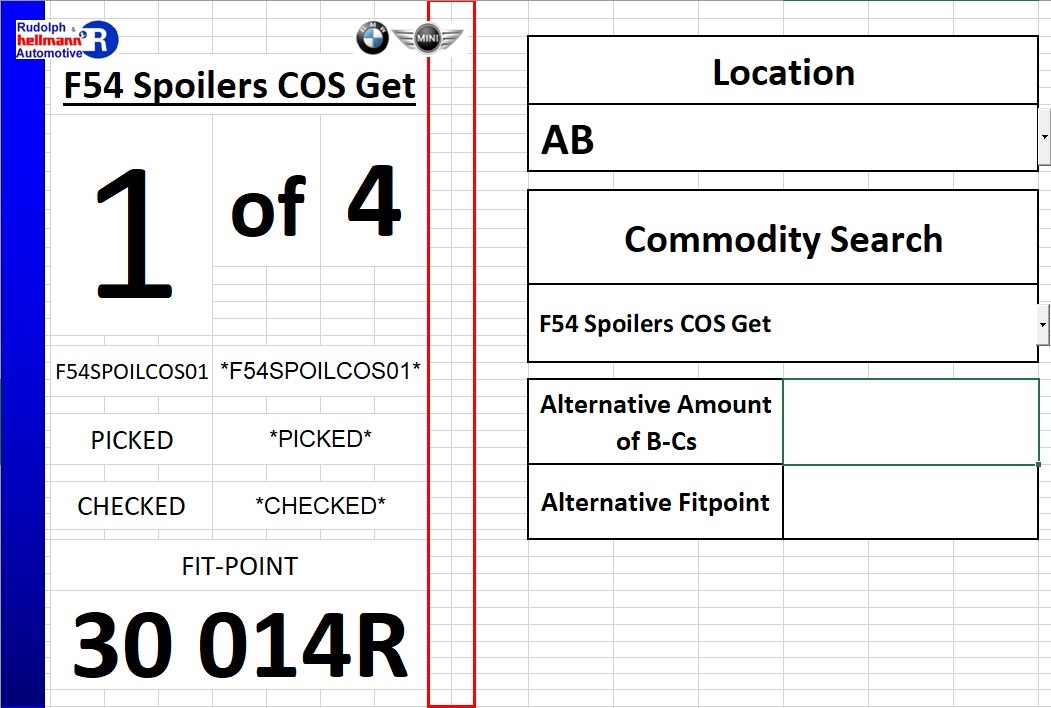 Rudolph &
hellmann R
Automotive
BMW
MINI
F54 Spoilers COS Get
1 of 4
F54SPOILCOS01 *F54SPOILCOS01*
PICKED *PICKED*
CHECKED *CHECKED*
FIT-POINT
30 014R
Location
AB
Commodity Search
F54 Spoilers COS Get
Alternative Amount
of B-Cs
Alternative Fitpoint